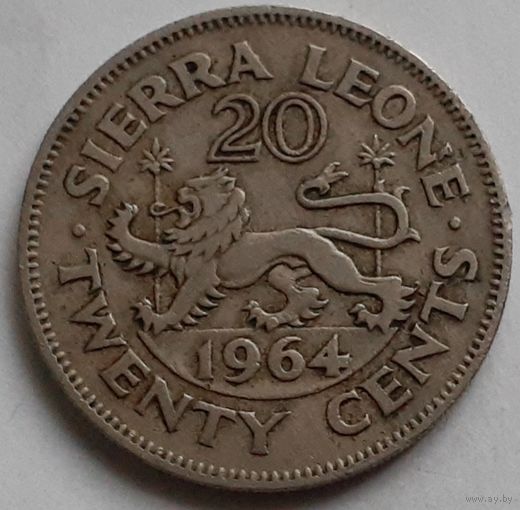 · SIERRA LEONE ·
20
1964
TWENTY CENTS
www.ay.by